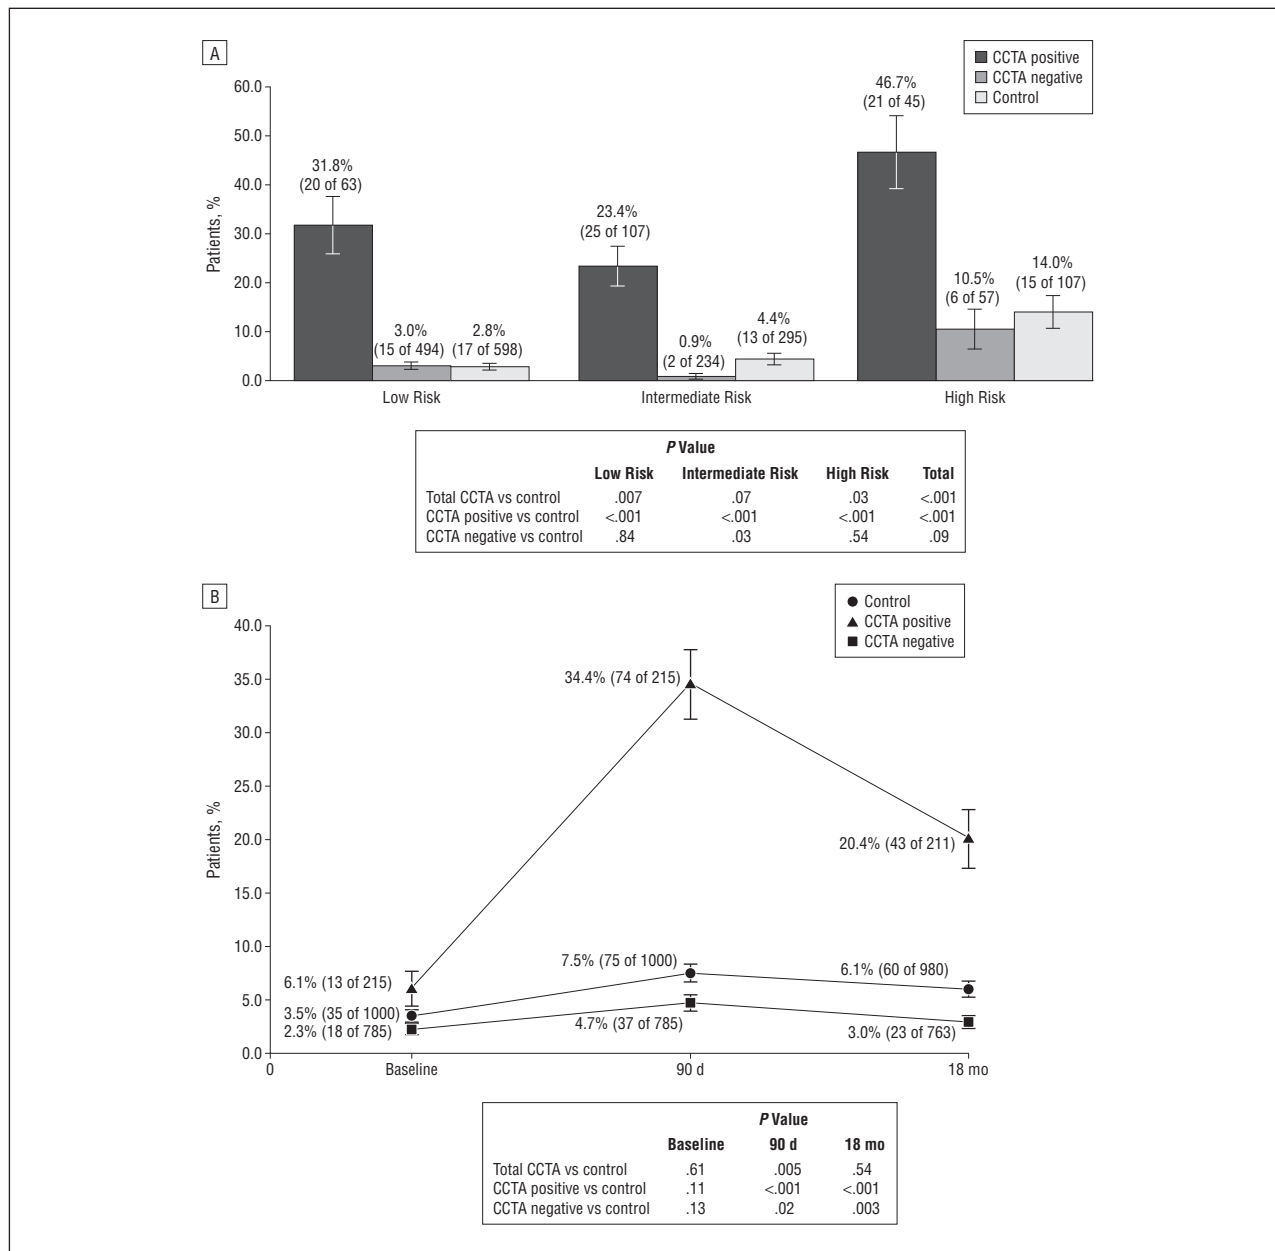 A
CCTA positive
CCTA negative
Control
Patients, %
60.0
50.0
40.0
30.0
20.0
10.0
0.0
31.8%
(20 of 63)
3.0%
(15 of 494)
2.8%
(17 of 598)
23.4%
(25 of 107)
0.9%
(2 of 234)
4.4%
(13 of 295)
46.7%
(21 of 45)
10.5%
(6 of 57)
14.0%
(15 of 107)
Low Risk Intermediate Risk High Risk
P Value
Low Risk Intermediate Risk High Risk Total
Total CCTA vs control .007 .07 .03 <.001
CCTA positive vs control <.001 <.001 <.001 <.001
CCTA negative vs control .84 .03 .54 .09
B
Control
CCTA positive
CCTA negative
Patients, %
40.0
35.0
30.0
25.0
20.0
15.0
10.0
5.0
0.0
34.4% (74 of 215)
20.4% (43 of 211)
6.1% (13 of 215)
7.5% (75 of 1000)
6.1% (60 of 980)
3.5% (35 of 1000)
2.3% (18 of 785)
4.7% (37 of 785)
3.0% (23 of 763)
0 Baseline 90 d 18 mo
P Value
Baseline 90 d 18 mo
Total CCTA vs control .61 .005 .54
CCTA positive vs control .11 <.001 <.001
CCTA negative vs control .13 .02 .003